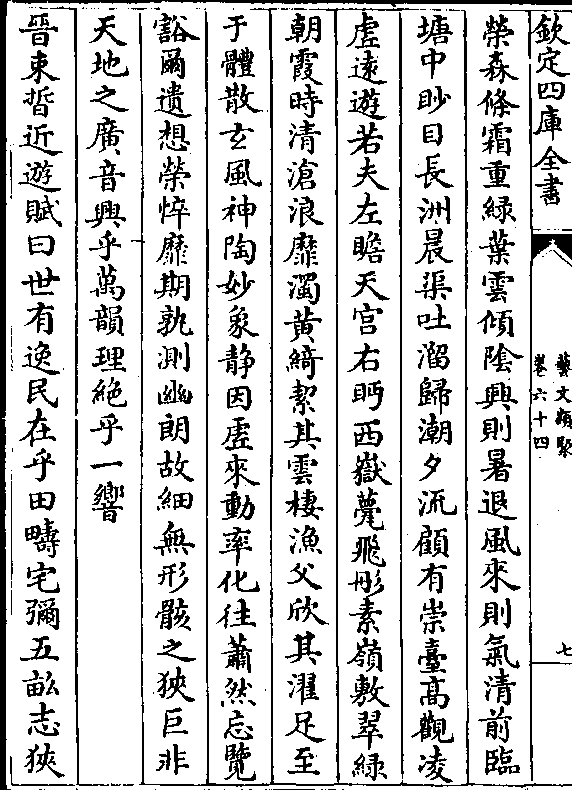 欽定四庫全書
藝文類聚
卷六十四
七
榮森條霜重綠葉雲傾陰興則暑退風來則氣清前臨
塘中眇目長洲晨渠吐溜歸潮夕流顧有崇臺高觀凌
虛遠遊若夫左瞻天宫右眄西嶽甍飛彤素嶺敷翠綠
朝霞時清滄浪靡濁黄綺絜其雲棲漁父欣其濯足至
于體散玄風神陶妙象静因虛來動率化往蕭然忘覽
豁爾遺想榮悴靡期孰測幽朗故細無形骸之狹巨非
天地之廣音興乎萬韻理絶乎一響
晉束晳近遊賦曰世有逸民在乎田疇宅彌五畝志狹